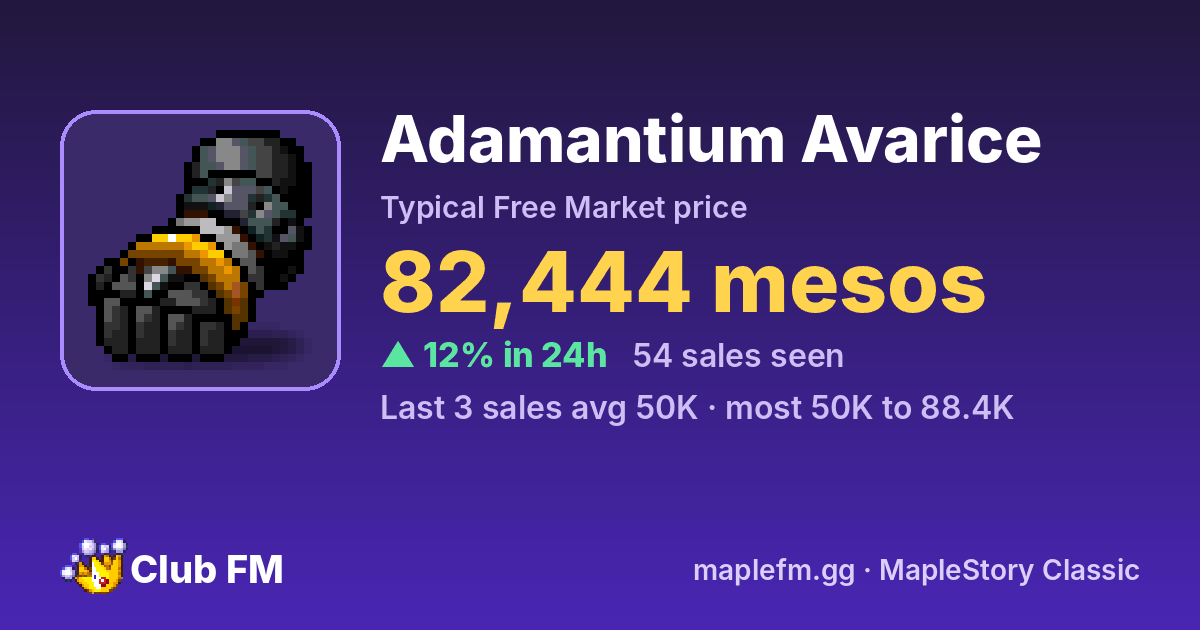 Adamantium Avarice
Typical Free Market price
82,444 mesos
▲ 12% in 24h 54 sales seen
Last 3 sales avg 50K · most 50K to 88.4K
Club FM
maplefm.gg · MapleStory Classic